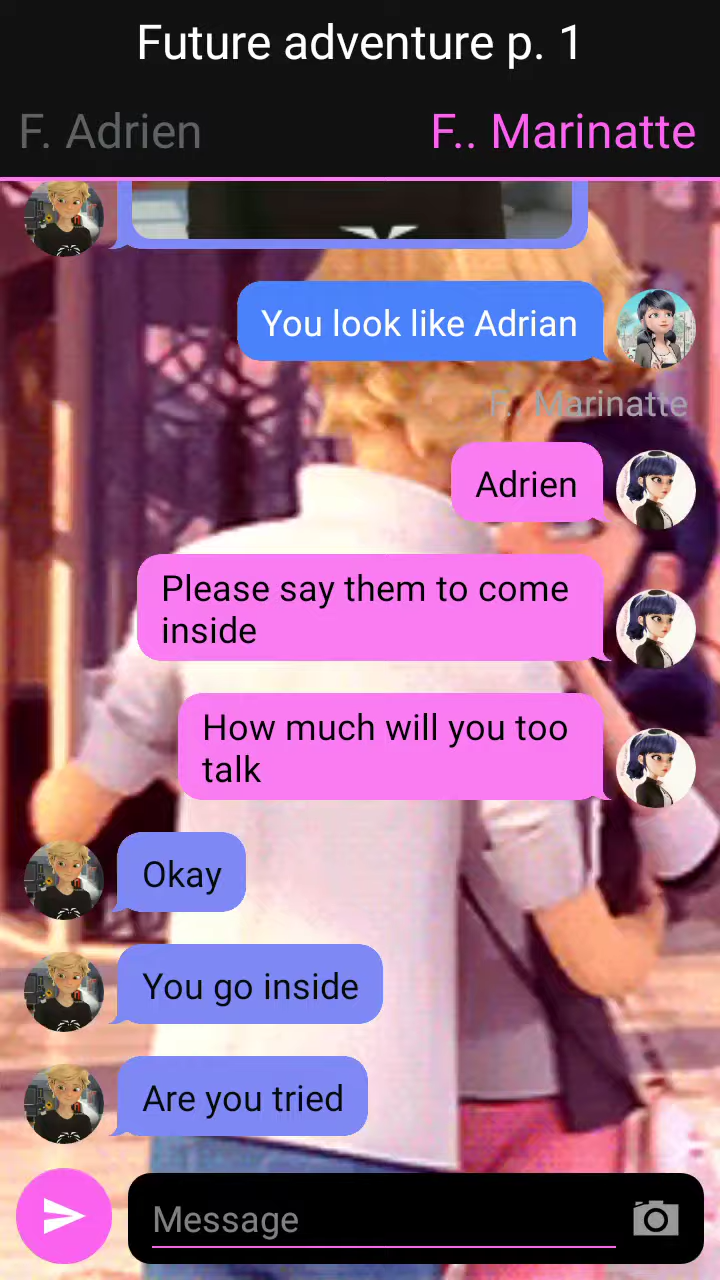 Future adventure p. 1
F. Adrien
F.. Marinatte
You look like Adrian
F.. Marinatte
Adrien
Please say them to come
inside
How much will you too
talk
Okay
You go inside
Are you tried
Message